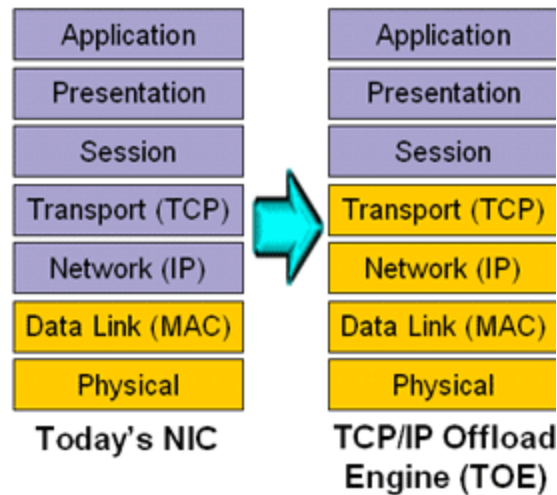 Application
Presentation
Session
Transport (TCP)
Network (IP)
Data Link (MAC)
Physical
Today's NIC
Application
Presentation
Session
Transport (TCP)
Network (IP)
Data Link (MAC)
Physical
TCP/IP Offload
Engine (TOE)